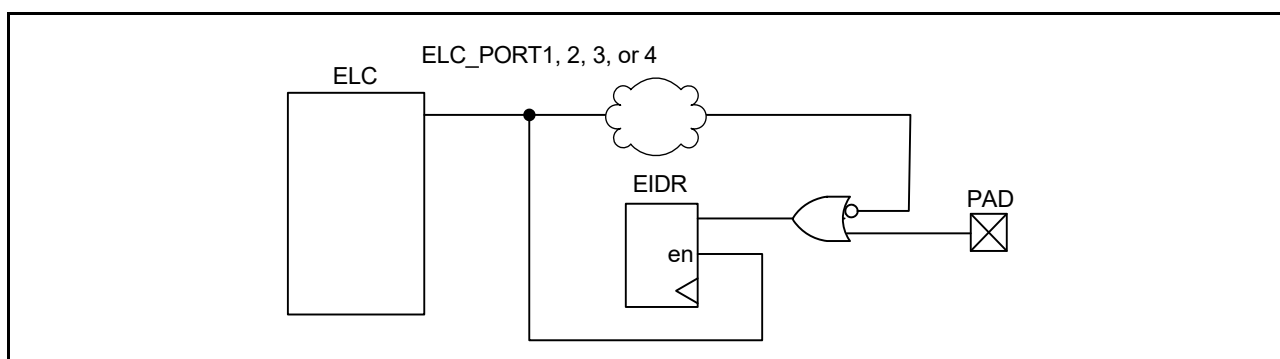 ELC_PORT1, 2, 3, or 4
ELC
EIDR
PAD
en